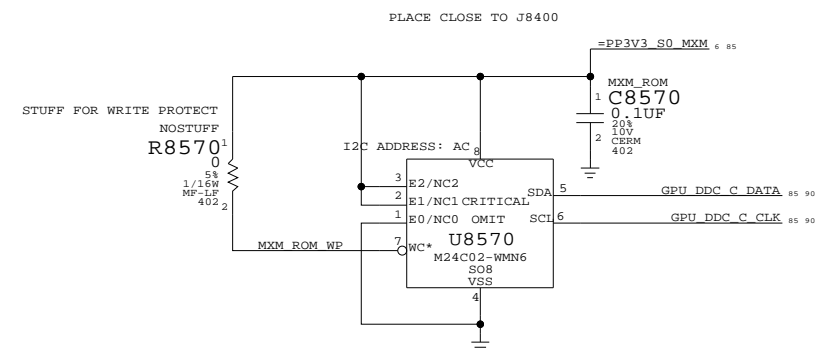 PLACE CLOSE TO J8400
=PP3V3_S0_MXM 6 85
MXM_ROM
1 C8570
0.1UF
20%
10V
2 CERM
402
STUFF FOR WRITE PROTECT
NOSTUFF
R8570 1
0
5%
1/16W
MF-LF
402 2
I2C ADDRESS: AC 8
VCC
3 E2/NC2
2 E1/NC1 CRITICAL
1 E0/NC0 OMIT
SDA 5 GPU_DDC_C_DATA 85 90
SCL 6 GPU_DDC_C_CLK 85 90
U8570
MXM_ROM_WP 7 WC*
M24C02-WMN6
SO8
VSS
4